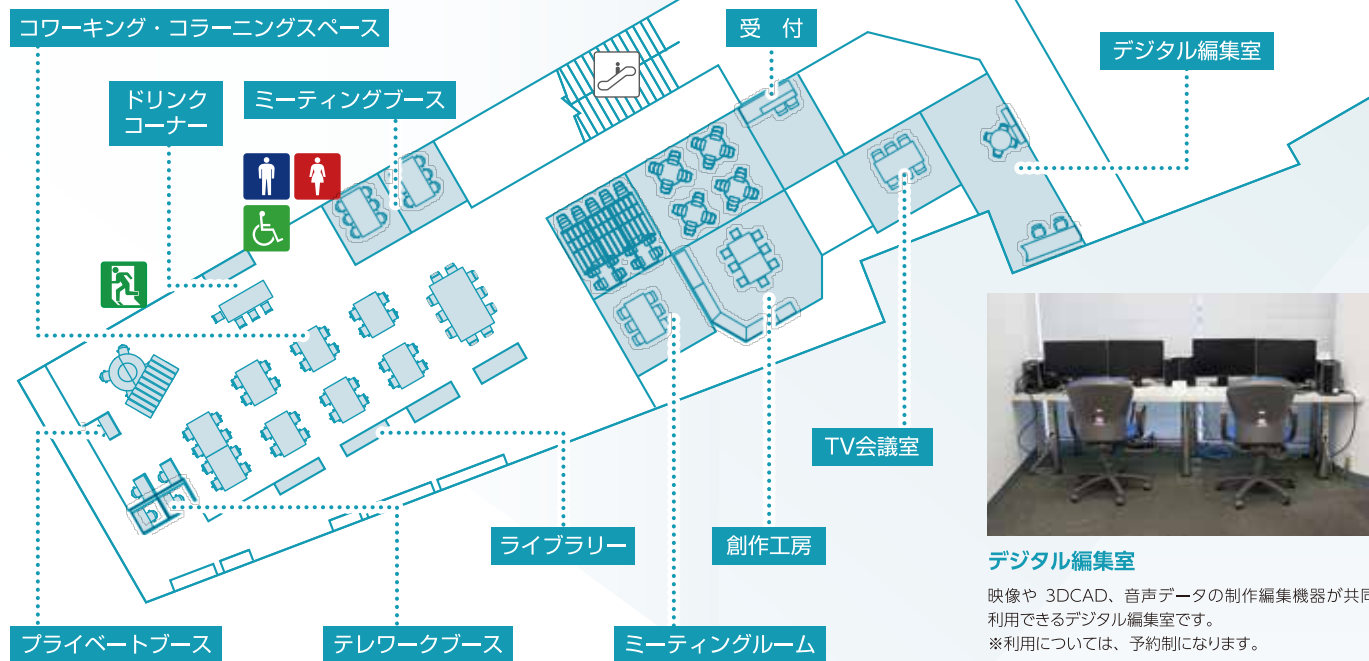 コワーキング・コラーニングスペース
受　付
デジタル編集室
ドリンク
コーナー
ミーティングブース
TV会議室
ライブラリー
創作工房
プライベートブース
テレワークブース
ミーティングルーム
デジタル編集室
映像や 3DCAD、音声データの制作編集機器が共同
利用できるデジタル編集室です。
※利用については、予約制になります。